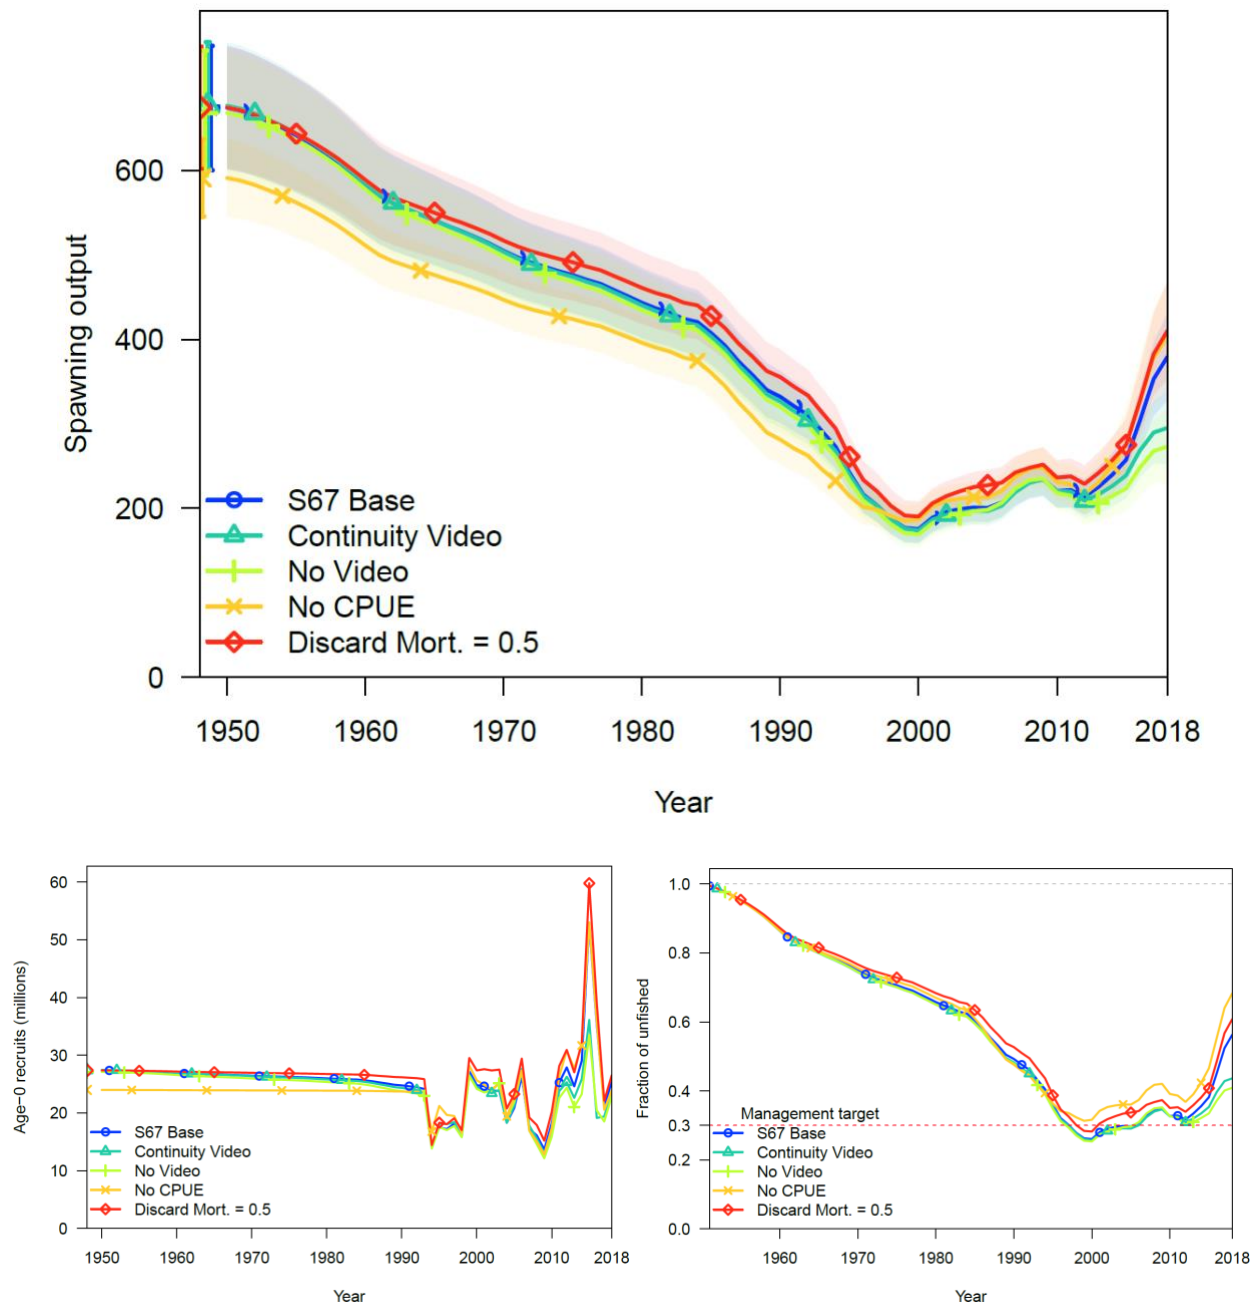 Spawning output
600
400
200
0
S67 Base
Continuity Video
No Video
No CPUE
Discard Mort. = 0.5
1950 1960 1970 1980 1990 2000 2010 2018
Year
Age-0 recruits (millions)
60
50
40
30
20
10
0
S67 Base
Continuity Video
No Video
No CPUE
Discard Mort. = 0.5
1950 1960 1970 1980 1990 2000 2010 2018
Year
Fraction of unfished
1.0
0.8
0.6
0.4
0.3
0.2
0.0
Management target
S67 Base
Continuity Video
No Video
No CPUE
Discard Mort. = 0.5
1960 1970 1980 1990 2000 2010 2018
Year